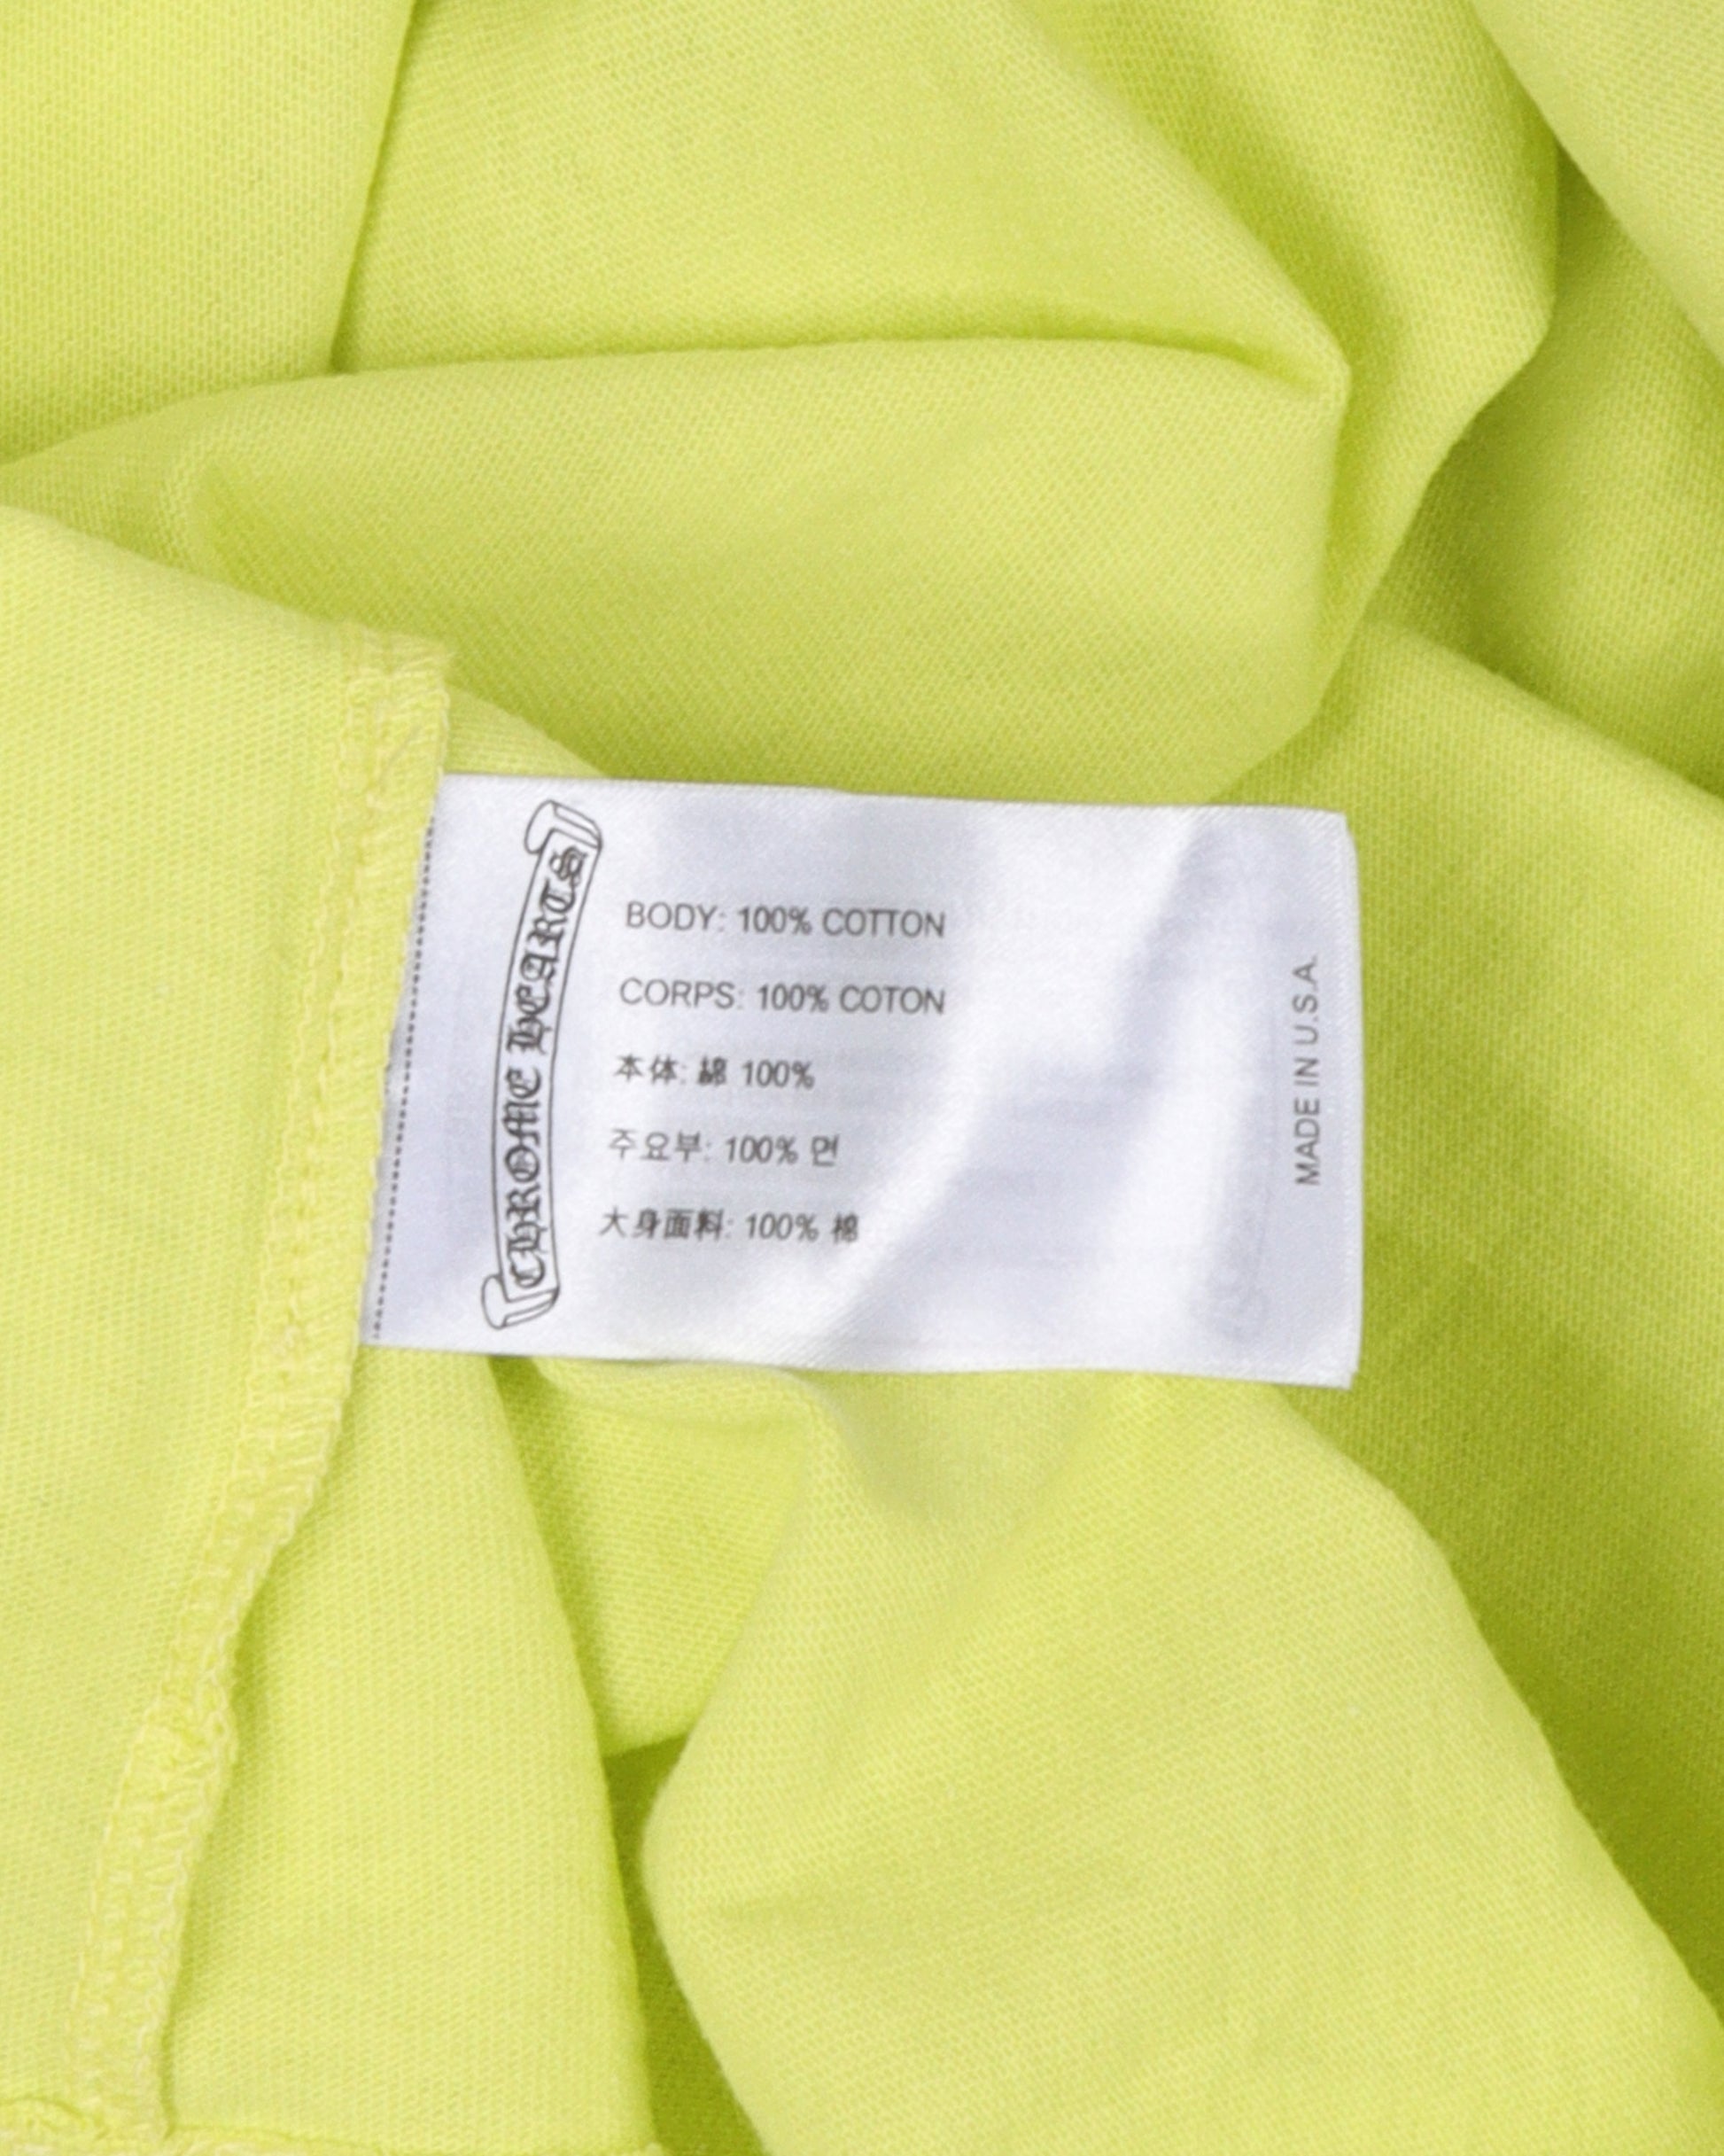 CHROME HEARTS
BODY: 100% COTTON
CORPS: 100% COTON
本体: 綿 100%
주요부: 100% 면
大身面料: 100% 棉
MADE IN U.S.A.